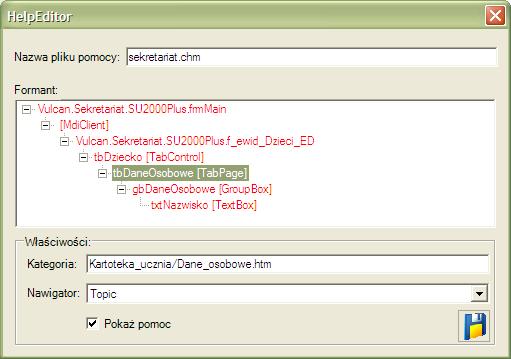 HelpEditor
Nazwa pliku pomocy: sekretariat.chm
Formant:
Vulcan.Sekretariat.SU2000Plus.frmMain
[MdiClient]
Vulcan.Sekretariat.SU2000Plus.f_ewid_Dzieci_ED
tbDziecko [TabControl]
tbDaneOsobowe [TabPage]
gbDaneOsobowe [GroupBox]
txtNazwisko [TextBox]
Właściwości:
Kategoria: Kartoteka_ucznia/Dane_osobowe.htm
Nawigator: Topic
Pokaż pomoc